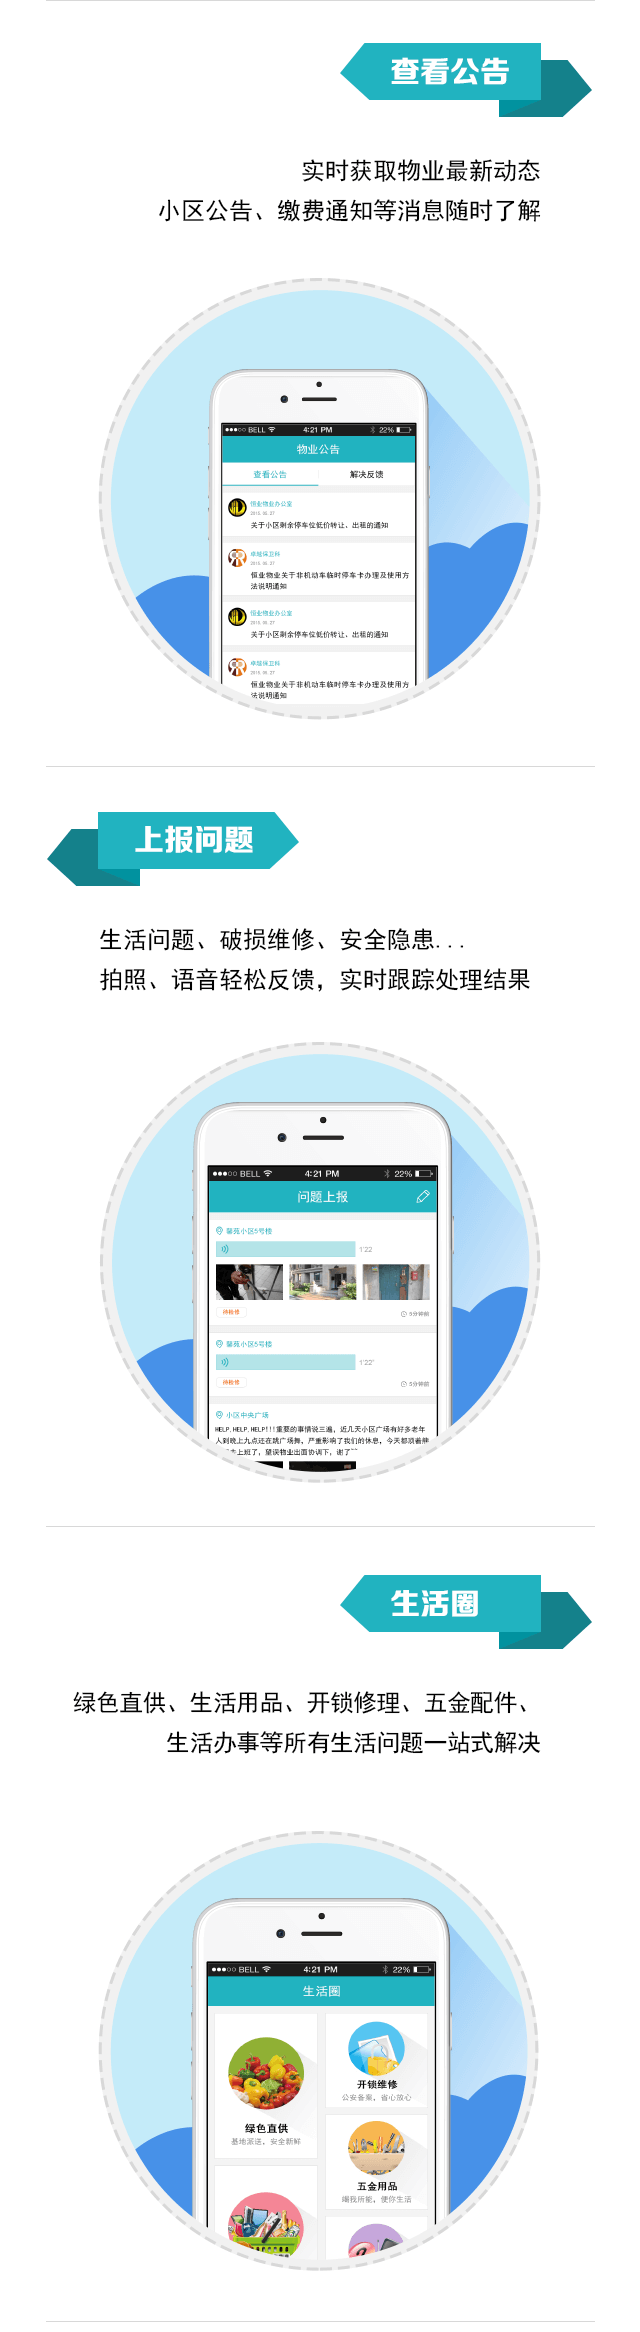 查看公告
实时获取物业最新动态
小区公告、缴费通知等消息随时了解
BELL 4:21 PM 22%
物业公告
查看公告 解决反馈
恒业物业办公室
2015.08.27
关于小区剩余停车位低价转让、出租的通知
卓越保卫科
2015.08.27
恒业物业关于非机动车临时停车卡办理及使用方
法说明通知
恒业物业办公室
2015.08.27
关于小区剩余停车位低价转让、出租的通知
卓越保卫科
2015.08.27
恒业物业关于非机动车临时停车卡办理及使用方
法说明通知
上报问题
生活问题、破损维修、安全隐患...
拍照、语音轻松反馈，实时跟踪处理结果
BELL 4:21 PM 22%
问题上报
馨苑小区5号楼
1'22
待检修 5分钟前
馨苑小区5号楼
1'22"
待检修 5分钟前
小区中央广场
HELP,HELP,HELP!!!重要的事情说三遍，近几天小区广场有好多老年
人到晚上九点还在跳广场舞，严重影响了我们的休息，今天都顶着
去上班了，望误物业出面协调下，谢了~~
生活圈
绿色直供、生活用品、开锁修理、五金配件、
生活办事等所有生活问题一站式解决
BELL 4:21 PM 22%
生活圈
绿色直供
基地派送，安全新鲜
开锁维修
公安备案，省心放心
五金用品
竭我所能，使你生活